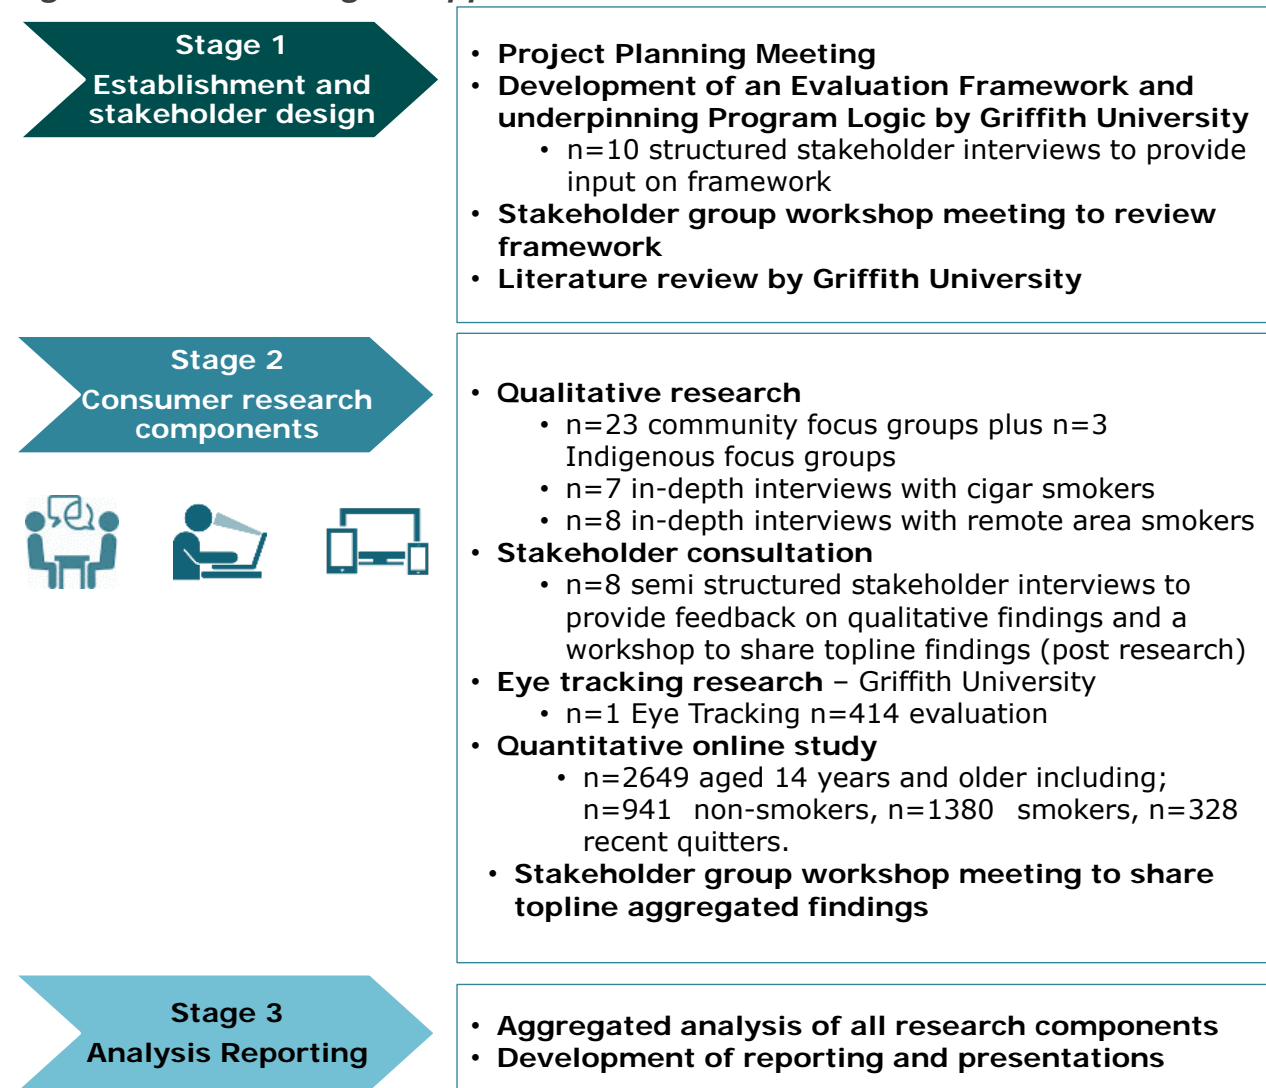 Stage 1
Establishment and
stakeholder design
• Project Planning Meeting
• Development of an Evaluation Framework and
underpinning Program Logic by Griffith University
• n=10 structured stakeholder interviews to provide
input on framework
• Stakeholder group workshop meeting to review
framework
• Literature review by Griffith University
Stage 2
Consumer research
components
• Qualitative research
• n=23 community focus groups plus n=3
Indigenous focus groups
• n=7 in-depth interviews with cigar smokers
• n=8 in-depth interviews with remote area smokers
• Stakeholder consultation
• n=8 semi structured stakeholder interviews to
provide feedback on qualitative findings and a
workshop to share topline findings (post research)
• Eye tracking research – Griffith University
• n=1 Eye Tracking n=414 evaluation
• Quantitative online study
• n=2649 aged 14 years and older including;
n=941 non-smokers, n=1380 smokers, n=328
recent quitters.
• Stakeholder group workshop meeting to share
topline aggregated findings
Stage 3
Analysis Reporting
• Aggregated analysis of all research components
• Development of reporting and presentations